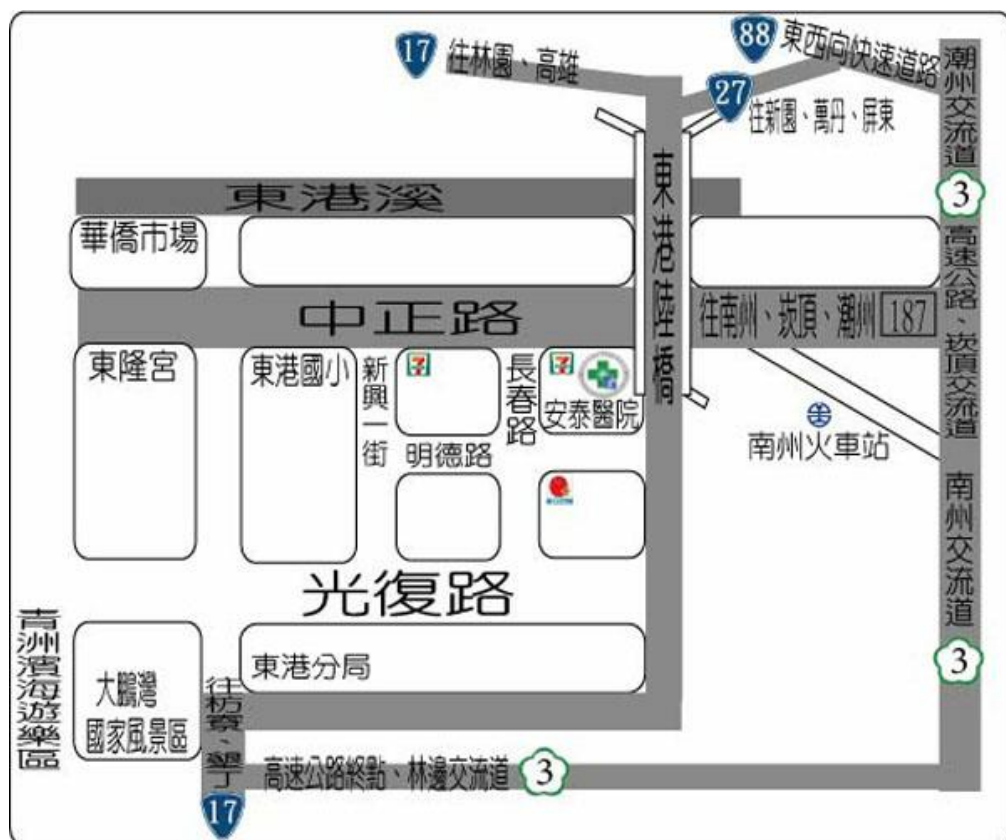 17
往林園、高雄
88
東西向快速道路
27
往新園、萬丹、屏東
潮州交流道
3
高速公路、崁頂交流道
東港溪
東港陸橋
華僑市場
中正路
往南州、崁頂、潮州
187
東隆宮
東港國小
新興一街
7
長春路
7
安泰醫院
明德路
南州火車站
南州交流道
3
光復路
青洲濱海遊樂區
大鵬灣
國家風景區
東港分局
往枋寮、墾丁
17
高速公路終點、林邊交流道
3